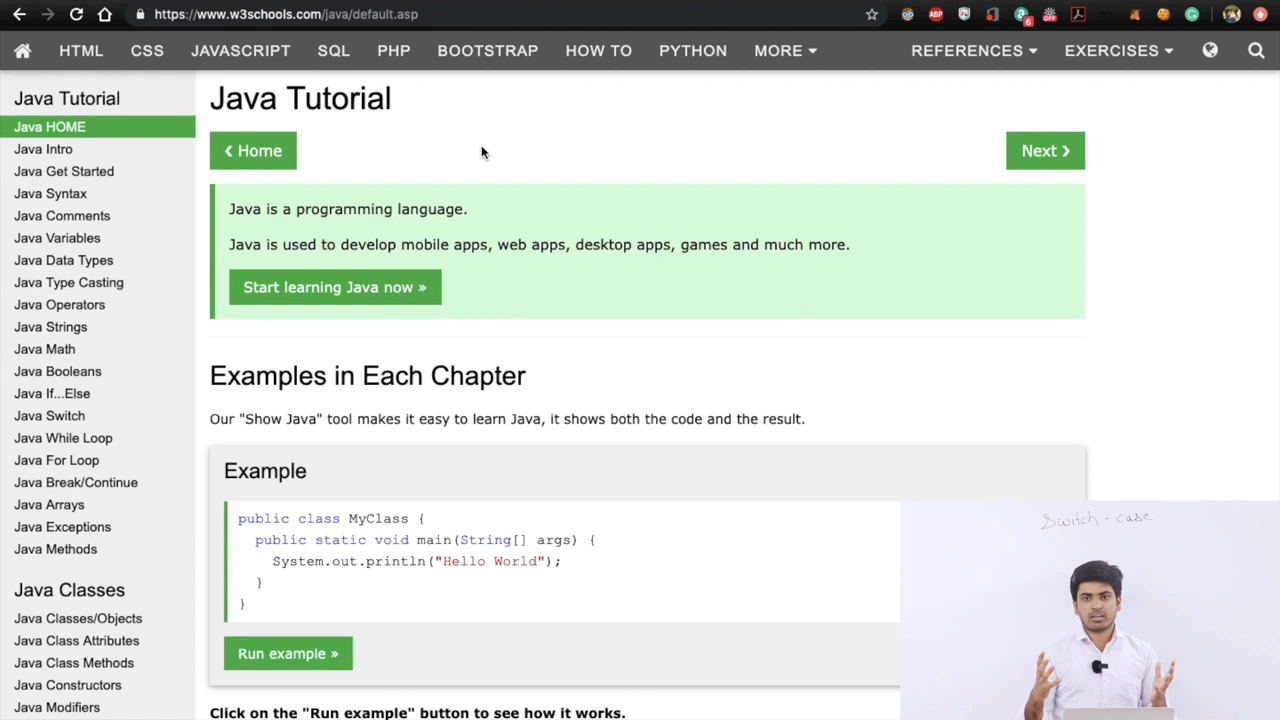 https://www.w3schools.com/java/default.asp
6
OFF
ABP
HTML CSS JAVASCRIPT SQL PHP BOOTSTRAP HOW TO PYTHON MORE REFERENCES EXERCISES
Java Tutorial
Java HOME
Java Intro
Java Get Started
Java Syntax
Java Comments
Java Variables
Java Data Types
Java Type Casting
Java Operators
Java Strings
Java Math
Java Booleans
Java If...Else
Java Switch
Java While Loop
Java For Loop
Java Break/Continue
Java Arrays
Java Exceptions
Java Methods
Java Classes
Java Classes/Objects
Java Class Attributes
Java Class Methods
Java Constructors
Java Modifiers
Java Tutorial
❮ Home
Next ❯
Java is a programming language.
Java is used to develop mobile apps, web apps, desktop apps, games and much more.
Start learning Java now »
Examples in Each Chapter
Our "Show Java" tool makes it easy to learn Java, it shows both the code and the result.
Example
public class MyClass {
public static void main(String[] args) {
System.out.println("Hello World");
}
}
Run example »
Click on the "Run example" button to see how it works.
Switch - case